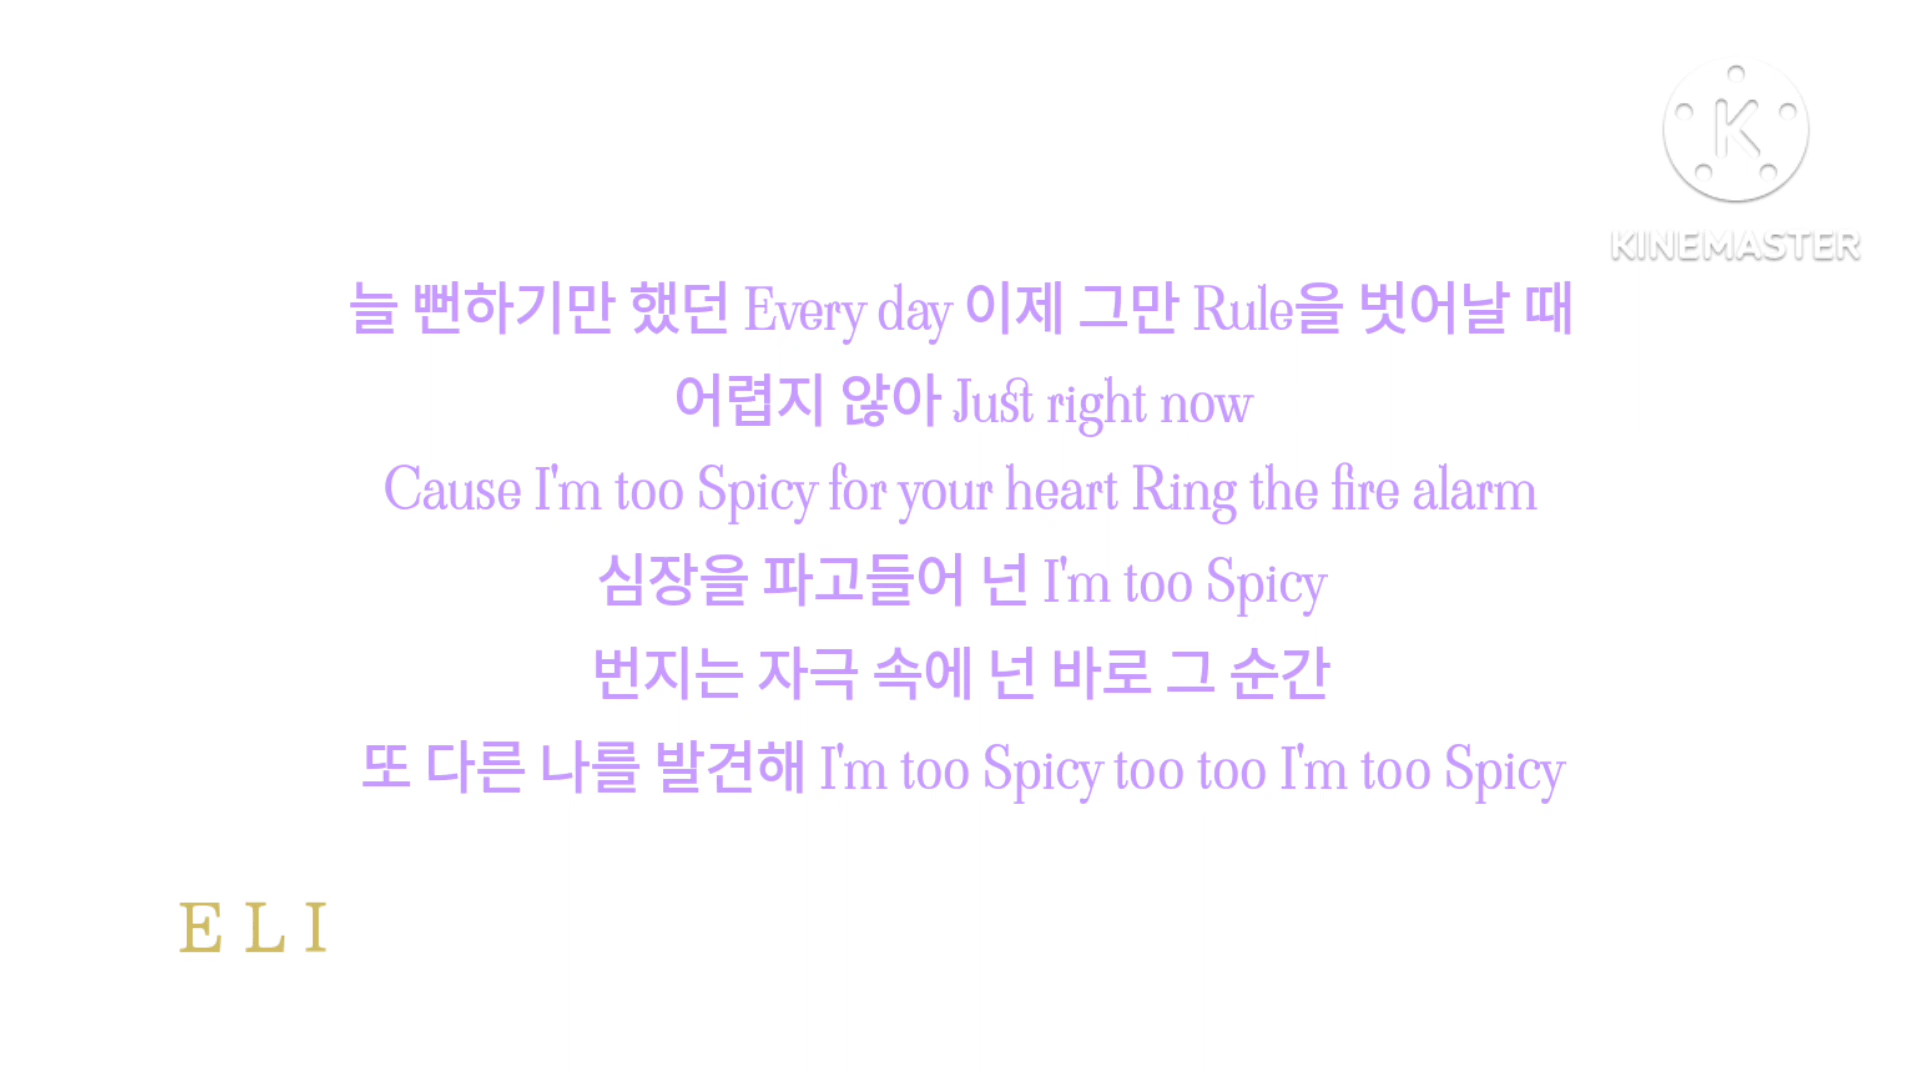 KINEMASTER
늘 뻔하기만 했던 Every day 이제 그만 Rule을 벗어날 때
어렵지 않아 Just right now
Cause I'm too Spicy for your heart Ring the fire alarm
심장을 파고들어 넌 I'm too Spicy
번지는 자극 속에 넌 바로 그 순간
또 다른 나를 발견해 I'm too Spicy too too I'm too Spicy
ELI